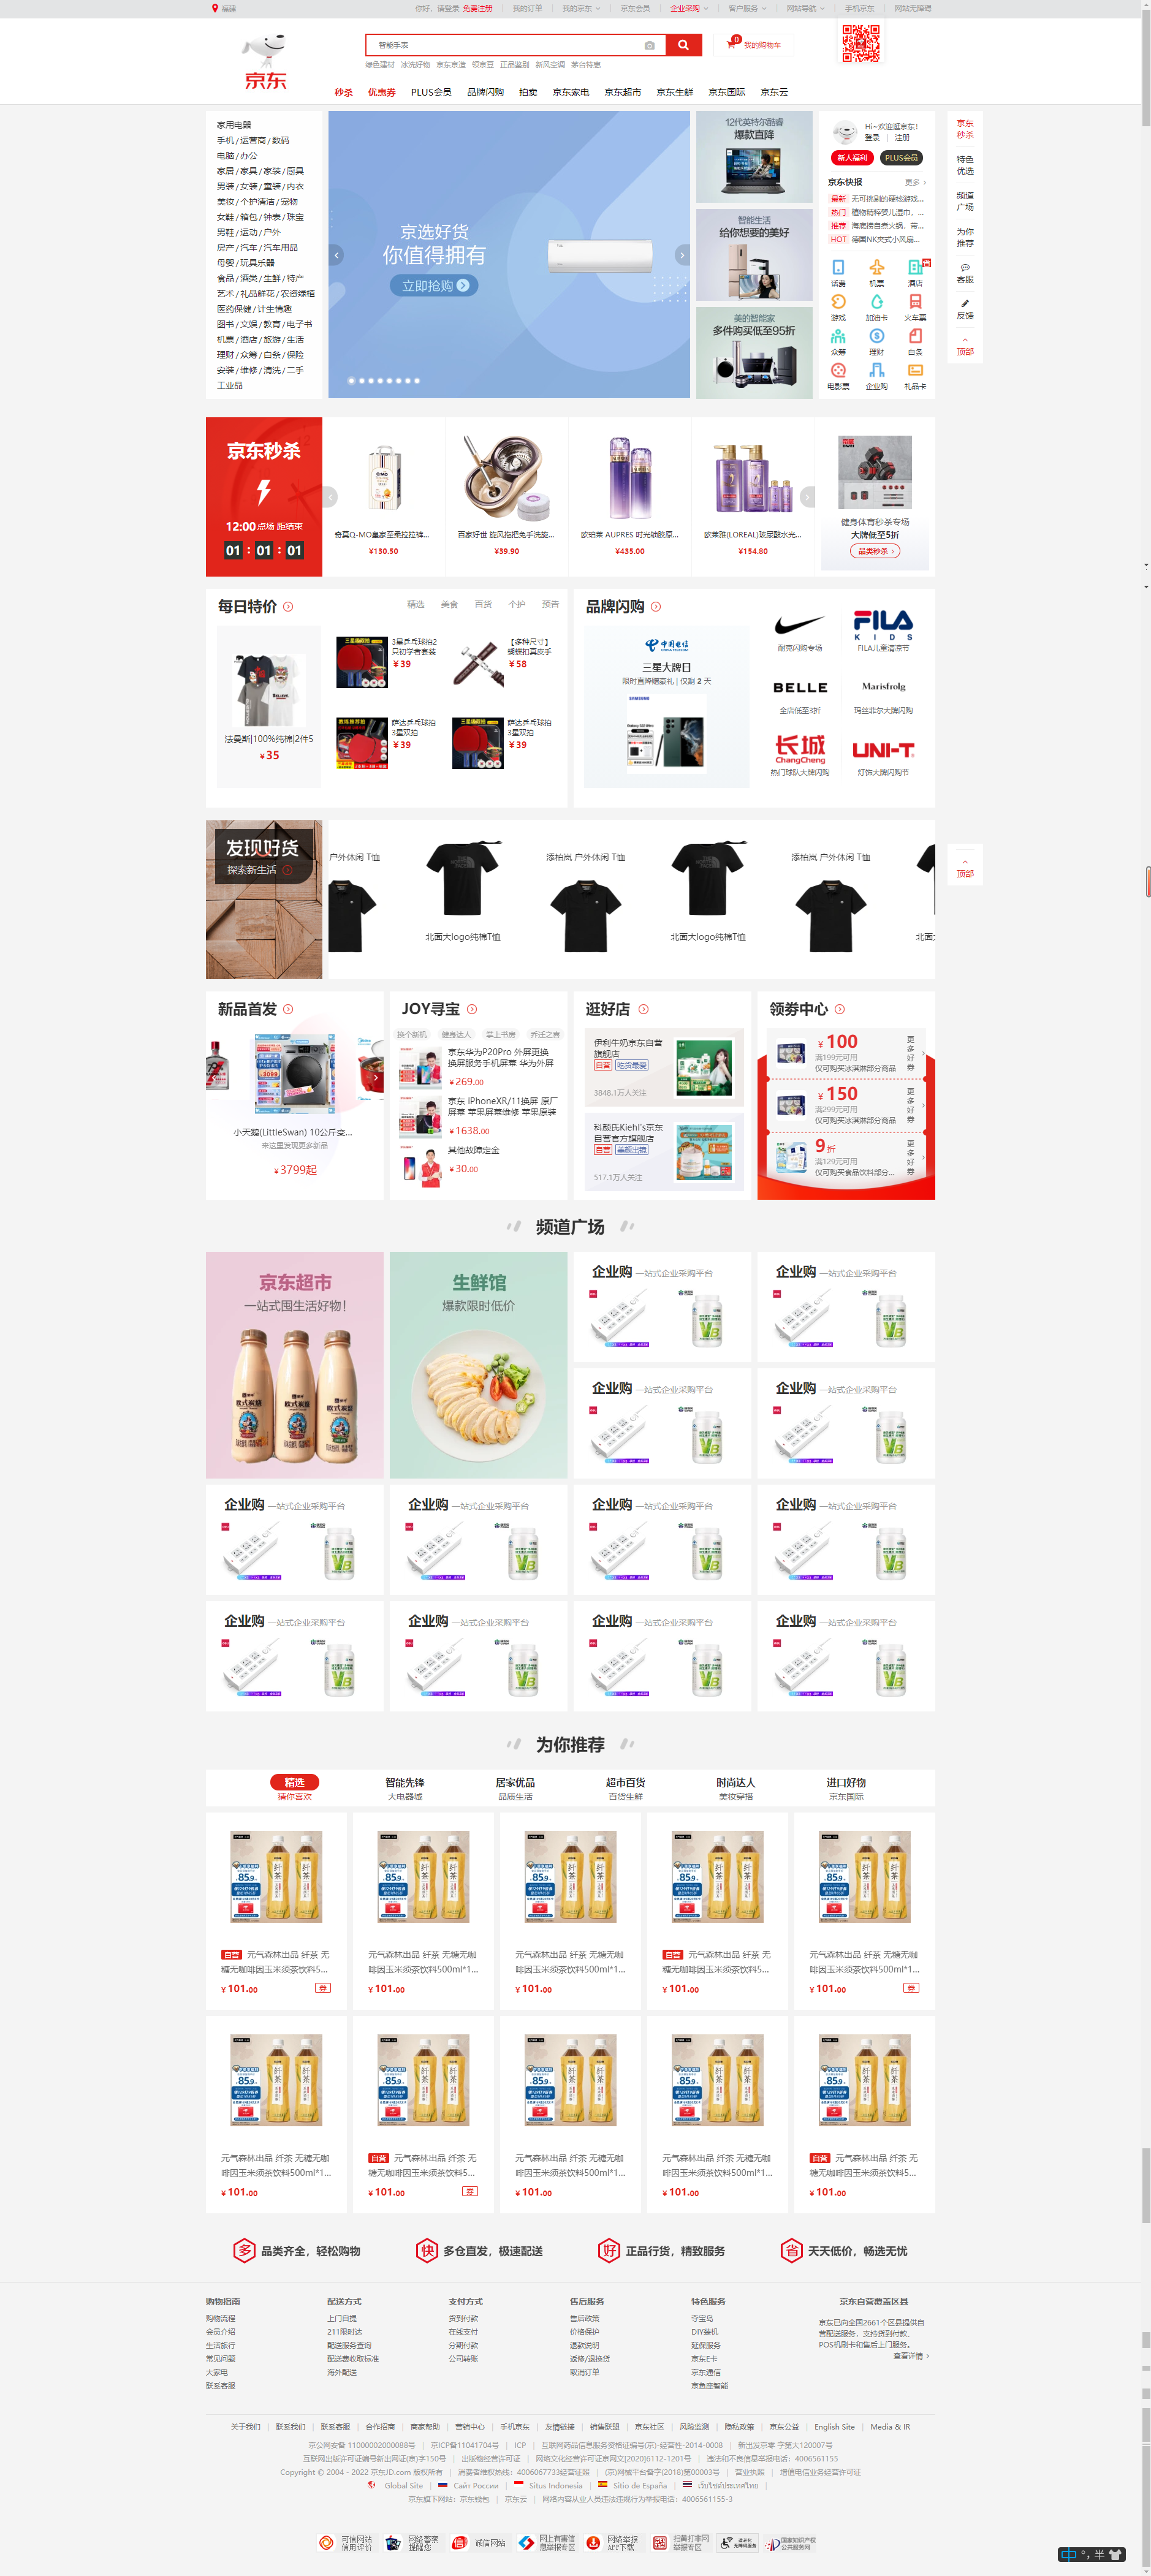 福建
你好，请登录 免费注册 我的订单 我的京东 京东会员 企业采购 客户服务 网站导航 手机京东 网站无障碍
京东
智能手表
0 我的购物车
绿色建材 冰洗好物 京东京造 领京豆 正品鉴别 新风空调 茅台特惠
秒杀 优惠券 PLUS会员 品牌闪购 拍卖 京东家电 京东超市 京东生鲜 京东国际 京东云
家用电器
手机 / 运营商 / 数码
电脑 / 办公
家居 / 家具 / 家装 / 厨具
男装 / 女装 / 童装 / 内衣
美妆 / 个护清洁 / 宠物
女鞋 / 箱包 / 钟表 / 珠宝
男鞋 / 运动 / 户外
房产 / 汽车 / 汽车用品
母婴 / 玩具乐器
食品 / 酒类 / 生鲜 / 特产
艺术 / 礼品鲜花 / 农资绿植
医药保健 / 计生情趣
图书 / 文娱 / 教育 / 电子书
机票 / 酒店 / 旅游 / 生活
理财 / 众筹 / 白条 / 保险
安装 / 维修 / 清洗 / 二手
工业品
京选好货
你值得拥有
立即抢购
12代英特尔酷睿
爆款直降
智能生活
给你想要的美好
美的智能家
多件购买低至95折
Hi~欢迎逛京东!
登录 | 注册
新人福利 PLUS会员
京东快报 更多
最新 无可挑剔的硬核游戏...
热门 植物精粹婴儿湿巾，...
推荐 海底捞自煮火锅，带...
HOT 德国NK夹式小风扇...
话费 机票 酒店
游戏 加油卡 火车票
众筹 理财 白条
电影票 企业购 礼品卡
京东
秒杀
特色
优选
频道
广场
为你
推荐
客服
反馈
顶部
京东秒杀
12:00 点场 距结束
01 : 01 : 01
奇莫Q-MO皇家至柔拉拉裤...
¥130.50
百家好世 旋风拖把免手洗旋...
¥39.90
欧珀莱 AUPRES 时光锁胶原...
¥435.00
欧莱雅(LOREAL)玻尿酸水光...
¥154.80
健身体育秒杀专场
大牌低至5折
品类秒杀
每日特价 精选 美食 百货 个护 预告
法曼斯|100%纯棉|2件5
¥35
3星乒乓球拍2
只初学者套装
¥39
【多种尺寸】
蝴蝶扣真皮手
¥58
萨达乒乓球拍
3星双拍
¥39
萨达乒乓球拍
3星双拍
¥39
品牌闪购
中国电信
三星大牌日
限时直降赠豪礼 | 仅剩 2 天
耐克闪购专场
FILA
KIDS
FILA儿童清凉节
BELLE
全店低至3折
Marisfrolg
玛丝菲尔大牌闪购
长城
ChangCheng
热门球队大牌闪购
UNI-T
灯饰大牌闪购节
发现好货
探索新生活
户外休闲 T恤
北面大logo纯棉T恤
添柏岚 户外休闲 T恤
北面大logo纯棉T恤
添柏岚 户外休闲 T恤
北面大
顶部
新品首发
小天鹅(LittleSwan) 10公斤变...
来这里发现更多新品
¥3799起
JOY寻宝
换个新机 健身达人 掌上书房 乔迁之喜
京东华为P20Pro 外屏更换
换屏服务手机屏幕 华为外屏
¥269.00
京东 iPhoneXR/11换屏 原厂
屏幕 苹果屏幕维修 苹果原装
¥1638.00
其他故障定金
¥30.00
逛好店
伊利牛奶京东自营
旗舰店
自营 吃货最爱
3848.1万人关注
科颜氏Kiehl's京东
自营官方旗舰店
自营 美颜出镜
517.1万人关注
领券中心
¥100
满199元可用
仅可购买冰淇淋部分商品
更多好券
¥150
满299元可用
仅可购买冰淇淋部分商品
更多好券
9折
满129元可用
仅可购买食品饮料部分...
更多好券
频道广场
京东超市
一站式囤生活好物!
生鲜馆
爆款限时低价
企业购 一站式企业采购平台
企业购 一站式企业采购平台
企业购 一站式企业采购平台
企业购 一站式企业采购平台
企业购 一站式企业采购平台
企业购 一站式企业采购平台
企业购 一站式企业采购平台
企业购 一站式企业采购平台
企业购 一站式企业采购平台
企业购 一站式企业采购平台
企业购 一站式企业采购平台
企业购 一站式企业采购平台
为你推荐
精选 智能先锋 居家优品 超市百货 时尚达人 进口好物
猜你喜欢 大电器城 品质生活 百货生鲜 美妆穿搭 京东国际
自营 元气森林出品 纤茶 无
糖无咖啡因玉米须茶饮料5...
¥101.00 券
元气森林出品 纤茶 无糖无咖
啡因玉米须茶饮料500ml*1...
¥101.00
元气森林出品 纤茶 无糖无咖
啡因玉米须茶饮料500ml*1...
¥101.00
自营 元气森林出品 纤茶 无
糖无咖啡因玉米须茶饮料5...
¥101.00
元气森林出品 纤茶 无糖无咖
啡因玉米须茶饮料500ml*1...
¥101.00 券
元气森林出品 纤茶 无糖无咖
啡因玉米须茶饮料500ml*1...
¥101.00
自营 元气森林出品 纤茶 无
糖无咖啡因玉米须茶饮料5...
¥101.00 券
元气森林出品 纤茶 无糖无咖
啡因玉米须茶饮料500ml*1...
¥101.00
元气森林出品 纤茶 无糖无咖
啡因玉米须茶饮料500ml*1...
¥101.00
自营 元气森林出品 纤茶 无
糖无咖啡因玉米须茶饮料5...
¥101.00
多 品类齐全，轻松购物
快 多仓直发，极速配送
好 正品行货，精致服务
省 天天低价，畅选无忧
购物指南
购物流程
会员介绍
生活旅行
常见问题
大家电
联系客服
配送方式
上门自提
211限时达
配送服务查询
配送费收取标准
海外配送
支付方式
货到付款
在线支付
分期付款
公司转账
售后服务
售后政策
价格保护
退款说明
返修/退换货
取消订单
特色服务
夺宝岛
DIY装机
延保服务
京东E卡
京东通信
京鱼座智能
京东自营覆盖区县
京东已向全国2661个区县提供自
营配送服务，支持货到付款、
POS机刷卡和售后上门服务。
查看详情
关于我们 | 联系我们 | 联系客服 | 合作招商 | 商家帮助 | 营销中心 | 手机京东 | 友情链接 | 销售联盟 | 京东社区 | 风险监测 | 隐私政策 | 京东公益 | English Site | Media & IR
京公网安备 11000002000088号 | 京ICP备11041704号 | ICP | 互联网药品信息服务资格证编号(京)-经营性-2014-0008 | 新出发京零 字第大120007号
互联网出版许可证编号新出网证(京)字150号 | 出版物经营许可证 | 网络文化经营许可证京网文[2020]6112-1201号 | 违法和不良信息举报电话：4006561155
Copyright © 2004 - 2022 京东JD.com 版权所有 | 消费者维权热线：4006067733经营证照 | (京)网械平台备字(2018)第00003号 | 营业执照 | 增值电信业务经营许可证
Global Site | Сайт России | Situs Indonesia | Sitio de España | เว็บไซต์ประเทศไทย
京东旗下网站：京东钱包 | 京东云 | 网络内容从业人员违法违规行为举报电话：4006561155-3
可信网站
信用评价
网络警察
提醒您
诚信网站
网上有害信
息举报专区
网络举报
APP下载
扫黄打非网
举报专区
国家知识产权
公共服务网
中 °, 半